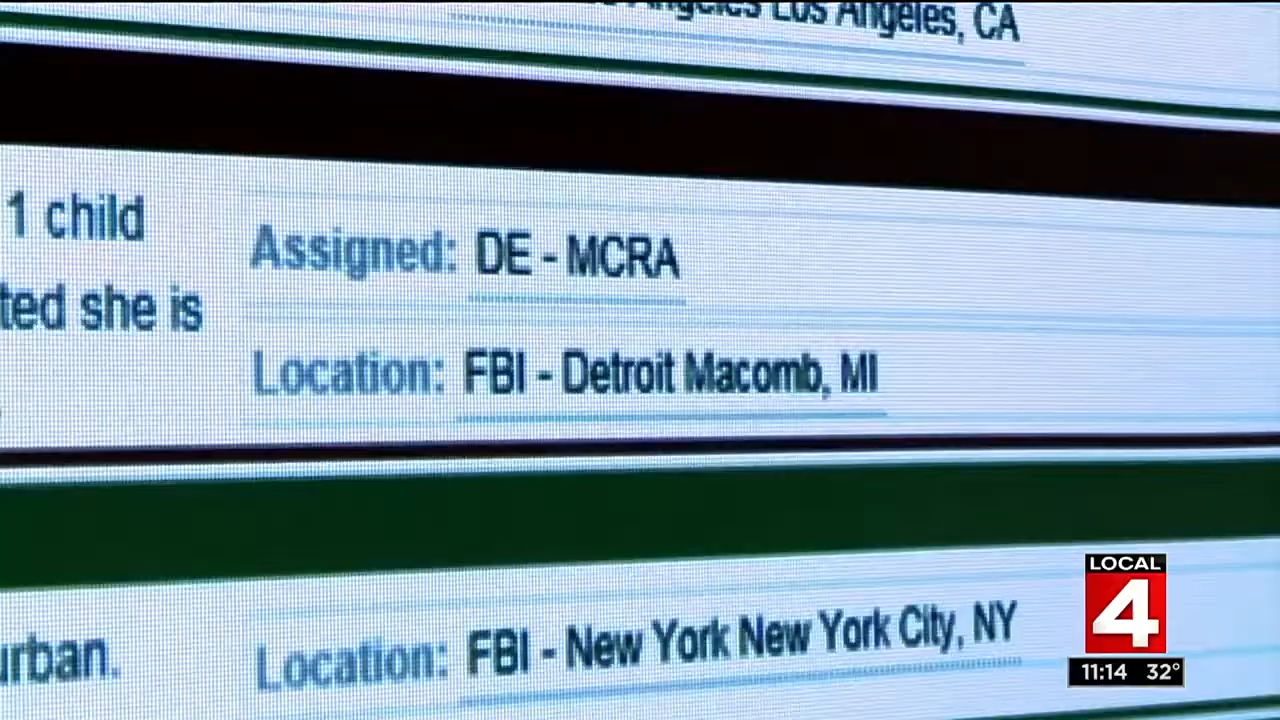 Angeles Los Angeles, CA
1 child
Assigned: DE - MCRA
ted she is
Location: FBI - Detroit Macomb, MI
urban.
Location: FBI - New York New York City, NY
LOCAL
4
11:14 32°